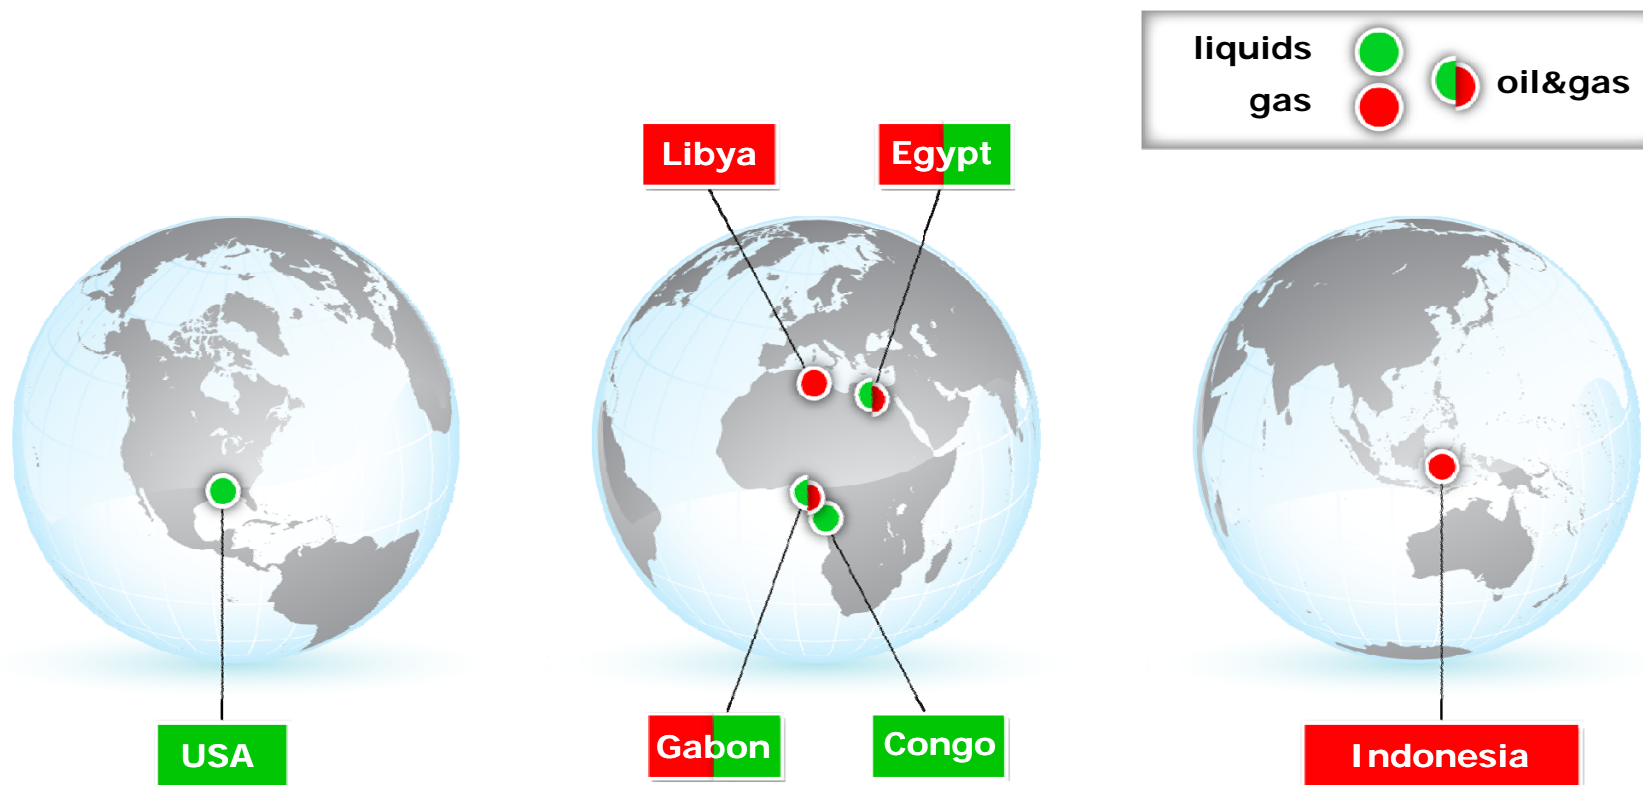 liquids
gas
oil&gas
Libya
Egypt
USA
Gabon
Congo
Indonesia